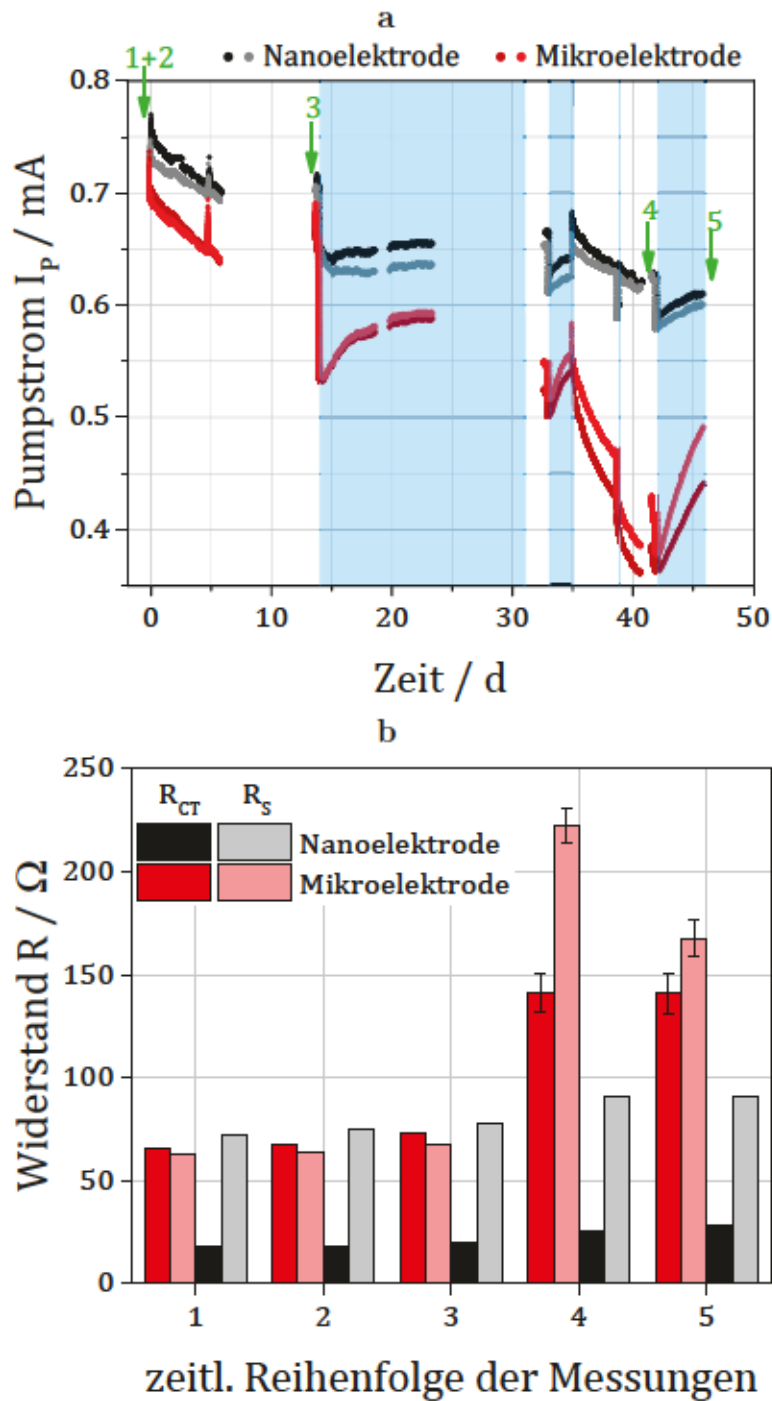 a
Nanoelektrode Mikroelektrode
1+2
3
4
5
0.8
0.7
0.6
0.5
0.4
Pumpstrom I_P / mA
0 10 20 30 40 50
Zeit / d
b
R_CT R_S
Nanoelektrode
Mikroelektrode
250
200
150
100
50
0
Widerstand R / Ω
1 2 3 4 5
zeitl. Reihenfolge der Messungen